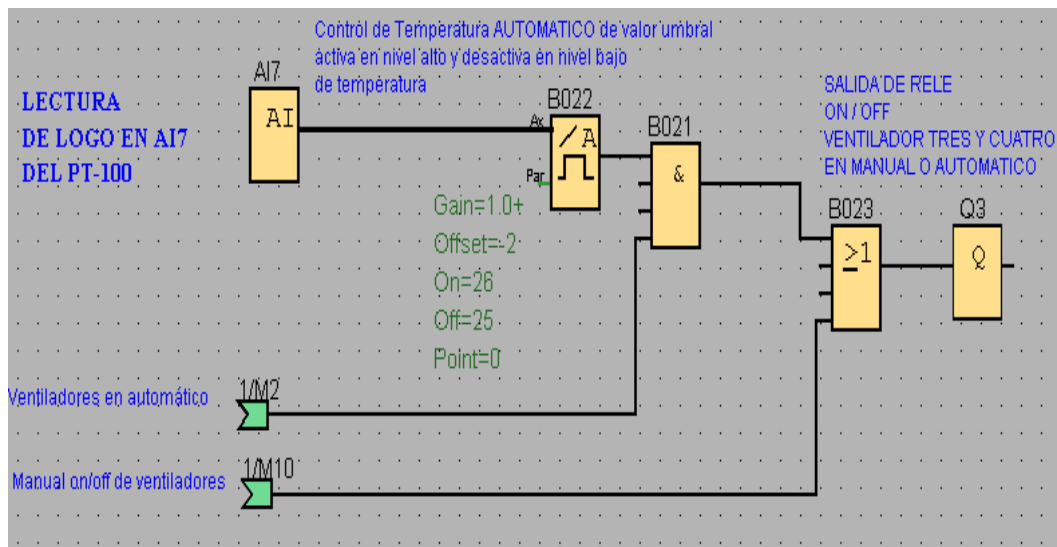 Control de Temperatura AUTOMATICO de valor umbral
activa en nivel alto y desactiva en nivel bajo
de temperatura
AI7
AI
LECTURA
DE LOGO EN AI7
DEL PT-100
B022
Ax
/A
Par
Gain=1.0+
Offset=-2
On=26
Off=25
Point=0
B021
&
SALIDA DE RELE
ON / OFF
VENTILADOR TRES Y CUATRO
EN MANUAL O AUTOMATICO
B023
≥1
Q3
Q
Ventiladores en automático
1/M2
Manual on/off de ventiladores
1/M10